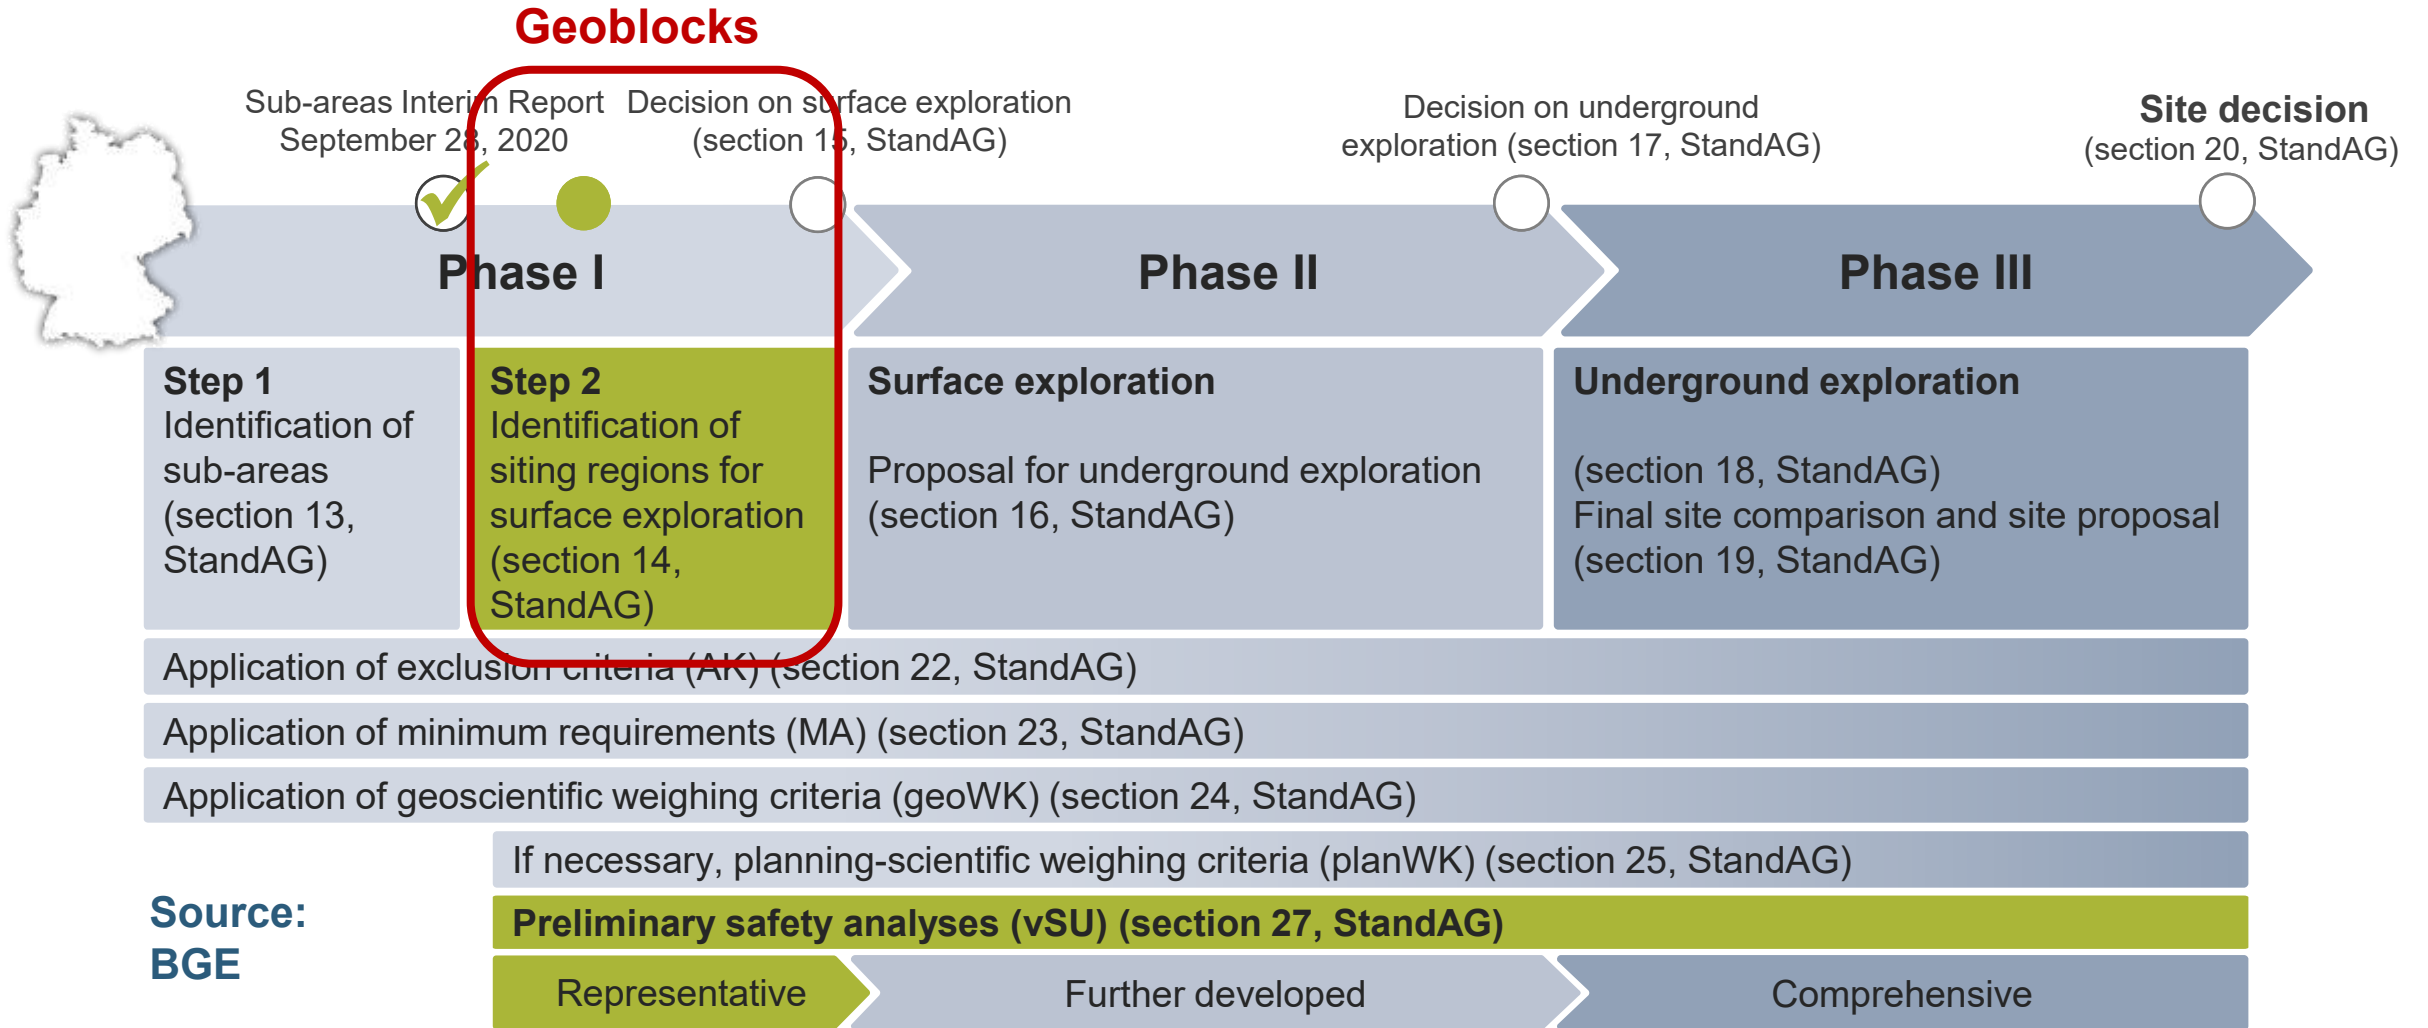 Geoblocks
Sub-areas Interim Report
September 28, 2020
Decision on surface exploration
(section 15, StandAG)
Decision on underground
exploration (section 17, StandAG)
Site decision
(section 20, StandAG)
Phase I
Phase II
Phase III
Step 1
Identification of
sub-areas
(section 13,
StandAG)
Step 2
Identification of
siting regions for
surface exploration
(section 14,
StandAG)
Surface exploration
Proposal for underground exploration
(section 16, StandAG)
Underground exploration
(section 18, StandAG)
Final site comparison and site proposal
(section 19, StandAG)
Application of exclusion criteria (AK) (section 22, StandAG)
Application of minimum requirements (MA) (section 23, StandAG)
Application of geoscientific weighing criteria (geoWK) (section 24, StandAG)
If necessary, planning-scientific weighing criteria (planWK) (section 25, StandAG)
Preliminary safety analyses (vSU) (section 27, StandAG)
Representative
Further developed
Comprehensive
Source:
BGE